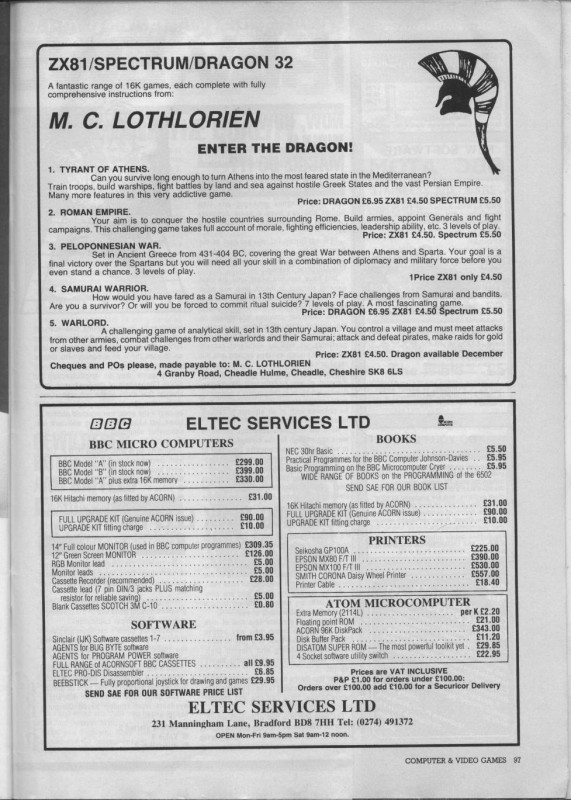 ZX81/SPECTRUM/DRAGON 32
A fantastic range of 16K games, each complete with fully
comprehensive instructions from:
M. C. LOTHLORIEN
ENTER THE DRAGON!
1. TYRANT OF ATHENS.
Can you survive long enough to turn Athens into the most feared state in the Mediterranean?
Train troops, build warships, fight battles by land and sea against hostile Greek States and the vast Persian Empire.
Many more features in this very addictive game.
Price: DRAGON £6.95 ZX81 £4.50 SPECTRUM £5.50
2. ROMAN EMPIRE.
Your aim is to conquer the hostile countries surrounding Rome. Build armies, appoint Generals and fight
campaigns. This challenging game takes full account of morale, fighting efficiencies, leadership ability, etc. 3 levels of play.
Price: ZX81 £4.50. Spectrum £5.50
3. PELOPONNESIAN WAR.
Set in Ancient Greece from 431-404 BC, covering the great War between Athens and Sparta. Your goal is a
final victory over the Spartans but you will need all your skill in a combination of diplomacy and military force before you
even stand a chance. 3 levels of play.
1Price ZX81 only £4.50
4. SAMURAI WARRIOR.
How would you have fared as a Samurai in 13th Century Japan? Face challenges from Samurai and bandits.
Are you a survivor? Or will you be forced to commit ritual suicide? 7 levels of play. A most fascinating game.
Price: DRAGON £6.95 ZX81 £4.50 Spectrum £5.50
5. WARLORD.
A challenging game of analytical skill, set in 13th century Japan. You control a village and must meet attacks
from other armies, combat challenges from other warlords and their Samurai; attack and defeat pirates, make raids for gold
or slaves and feed your village.
Price: ZX81 £4.50. Dragon available December
Cheques and POs please, made payable to: M. C. LOTHLORIEN
4 Granby Road, Cheadle Hulme, Cheadle, Cheshire SK8 6LS
BBC ELTEC SERVICES LTD
BBC MICRO COMPUTERS
BBC Model "A" (in stock now) £299.00
BBC Model "B" (in stock now) £399.00
BBC Model "A" plus extra 16K memory £330.00
16K Hitachi memory (as fitted by ACORN) £31.00
FULL UPGRADE KIT (Genuine ACORN issue) £90.00
UPGRADE KIT fitting charge £10.00
14" Full colour MONITOR (used in BBC computer programmes) £309.35
12" Green Screen MONITOR £126.00
RGB Monitor lead £5.00
Monitor leads £5.00
Cassette Recorder (recommended) £28.00
Cassette lead (7 pin DIN/3 jacks PLUS matching
resistor for reliable saving) £5.00
Blank Cassettes SCOTCH 3M C-10 £0.80
SOFTWARE
Sinclair (UK) Software cassettes 1-7 from £3.95
AGENTS for BUG BYTE software
AGENTS for PROGRAM POWER software
FULL RANGE of ACORNSOFT BBC CASSETTES all £9.95
ELTEC PRO-DIS Disassembler £6.85
BEEBSTICK — Fully proportional joystick for drawing and games £29.95
SEND SAE FOR OUR SOFTWARE PRICE LIST
BOOKS
NEC 30hr Basic £5.50
Practical Programmes for the BBC Computer Johnson-Davies £5.95
Basic Programming on the BBC Microcomputer Cryer £5.95
WIDE RANGE OF BOOKS on the PROGRAMMING of the 6502
SEND SAE FOR OUR BOOK LIST
16K Hitachi memory (as fitted by ACORN) £31.00
FULL UPGRADE KIT (Genuine ACORN issue) £90.00
UPGRADE KIT fitting charge £10.00
PRINTERS
Seikosha GP100A £225.00
EPSON MX80 F/T III £390.00
EPSON MX100 F/T III £530.00
SMITH CORONA Daisy Wheel Printer £557.00
Printer Cable £18.40
ATOM MICROCOMPUTER
Extra Memory (2114L) per K £2.20
Floating point ROM £21.00
ACORN 96K DiskPack £343.00
Disk Buffer Pack £11.20
DISATOM SUPER ROM — The most powerful toolkit yet £29.85
4 Socket software utility switch £22.95
Prices are VAT INCLUSIVE
P&P £1.00 for orders under £100.00:
Orders over £100.00 add £10.00 for a Securicor Delivery
ELTEC SERVICES LTD
231 Manningham Lane, Bradford BD8 7HH Tel: (0274) 491372
OPEN Mon-Fri 9am-5pm Sat 9am-12 noon.
COMPUTER & VIDEO GAMES 97